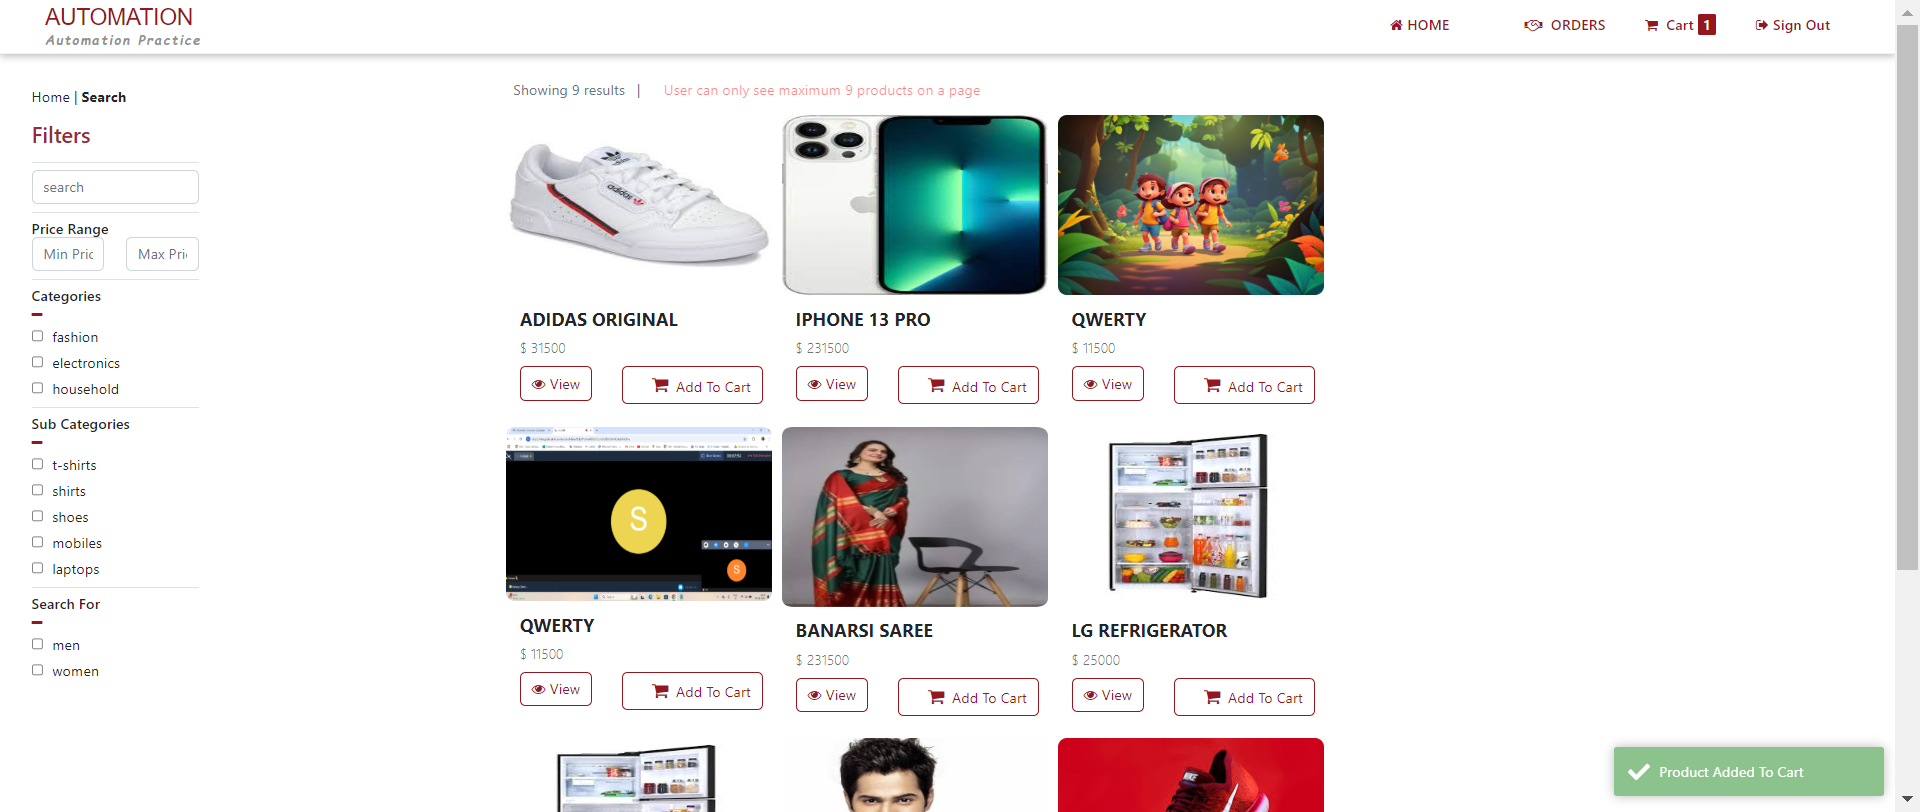 AUTOMATION
Automation Practice
HOME
ORDERS
Cart 1
Sign Out
Home | Search
Showing 9 results |
User can only see maximum 9 products on a page
Filters
search
Price Range
Min Pric
Max Pri
Categories
fashion
electronics
household
Sub Categories
t-shirts
shirts
shoes
mobiles
laptops
Search For
men
women
adidas
ADIDAS ORIGINAL
$ 31500
View
Add To Cart
IPHONE 13 PRO
$ 231500
View
Add To Cart
QWERTY
$ 11500
View
Add To Cart
S
S
QWERTY
$ 11500
View
Add To Cart
BANARSI SAREE
$ 231500
View
Add To Cart
LG REFRIGERATOR
$ 25000
View
Add To Cart
NIKE
Product Added To Cart